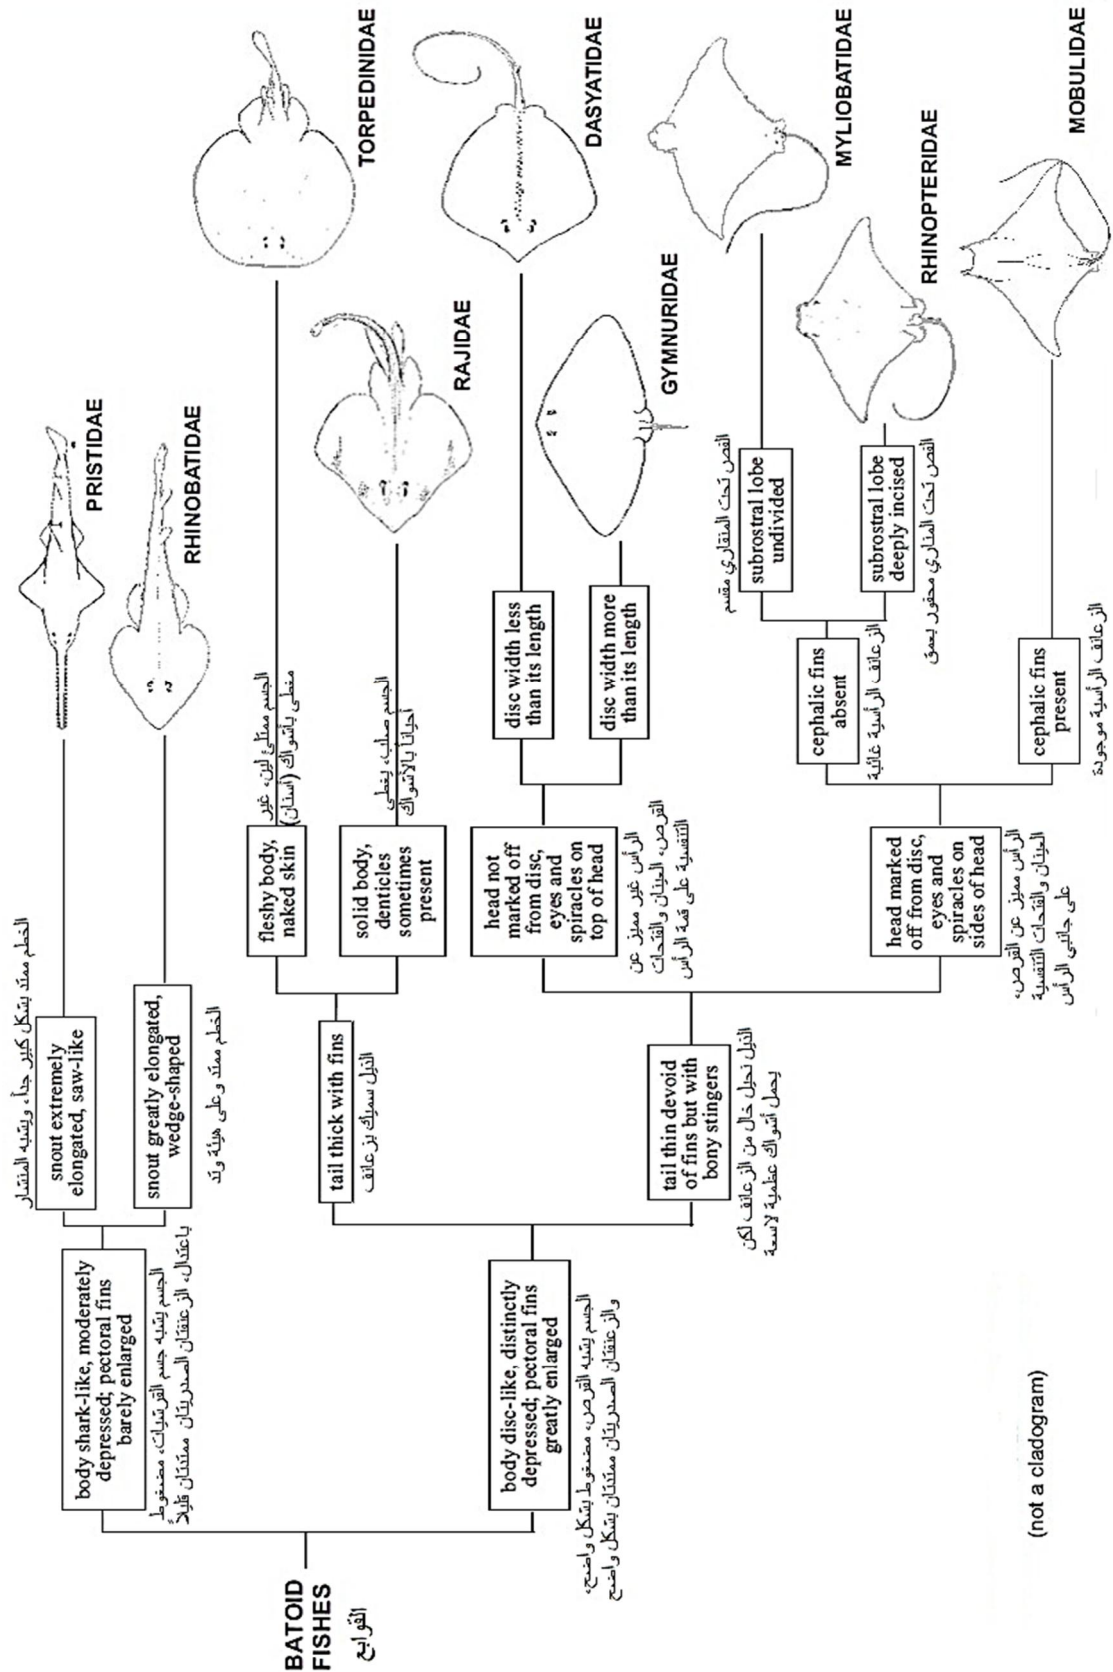 BATOID
FISHES
القوابع
body shark-like, moderately
depressed; pectoral fins
barely enlarged
الجسم يشبه جسم القرشيات، مضغوط
باعتدال، الزعنفتان الصدريتان ممتدتان قليلاً
snout extremely
elongated, saw-like
الخطم ممتد بشكل كبير جداً، ويشبه المنشار
PRISTIDAE
snout greatly elongated,
wedge-shaped
الخطم ممتد وعلى هيئة وتد
RHINOBATIDAE
body disc-like, distinctly
depressed; pectoral fins
greatly enlarged
الجسم يشبه القرص، مضغوط بشكل واضح،
والزعنفتان الصدريتان ممتدتان بشكل واضح
tail thick with fins
الذيل سميك بزعانف
fleshy body,
naked skin
الجسم ممتلئ لين، غير
مغطى بأشواك (أسنان)
TORPEDINIDAE
solid body,
denticles
sometimes
present
الجسم صلب، يغطى
أحيانا بالأشواك
RAJIDAE
tail thin devoid
of fins but with
bony stingers
الذيل نحيل خال من الزعانف لكن
يحمل أشواك عظمية لاسعة
head not
marked off
from disc,
eyes and
spiracles on
top of head
الرأس غير مميز عن
القرص، العينان والفتحات
التنفسية على قمة الرأس
disc width less
than its length
DASYATIDAE
disc width more
than its length
GYMNURIDAE
head marked
off from disc,
eyes and
spiracles on
sides of head
الرأس مميز عن القرص،
العينان والفتحات التنفسية
على جانبي الرأس
cephalic fins
absent
الزعانف الرأسية غائبة
subrostral lobe
undivided
الفص تحت المنقاري مقسم
MYLIOBATIDAE
subrostral lobe
deeply incised
الفص تحت المناري محفور بعمق
RHINOPTERIDAE
cephalic fins
present
الزعانف الرأسية موجودة
MOBULIDAE
(not a cladogram)